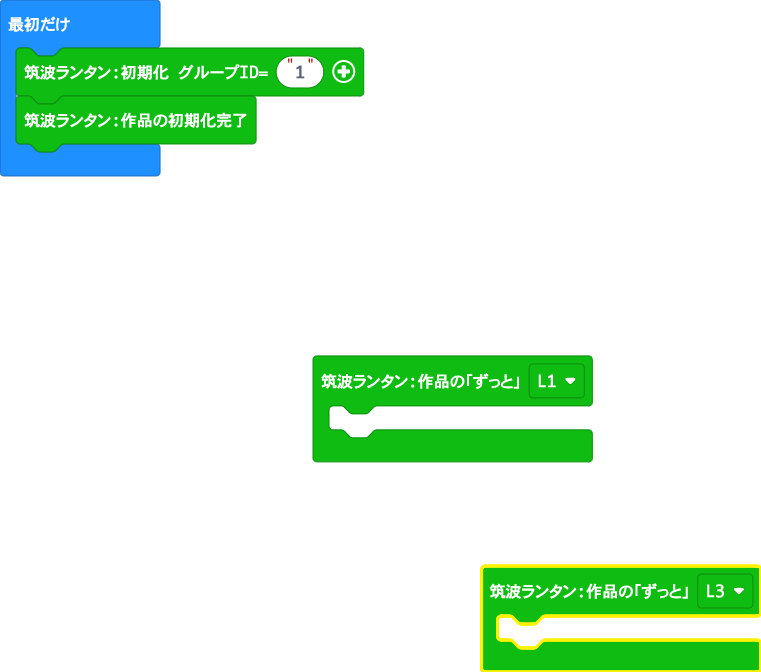 最初だけ
筑波ランタン:初期化 グループID= "1"
筑波ランタン:作品の初期化完了
筑波ランタン:作品の「ずっと」 L1
筑波ランタン:作品の「ずっと」 L3